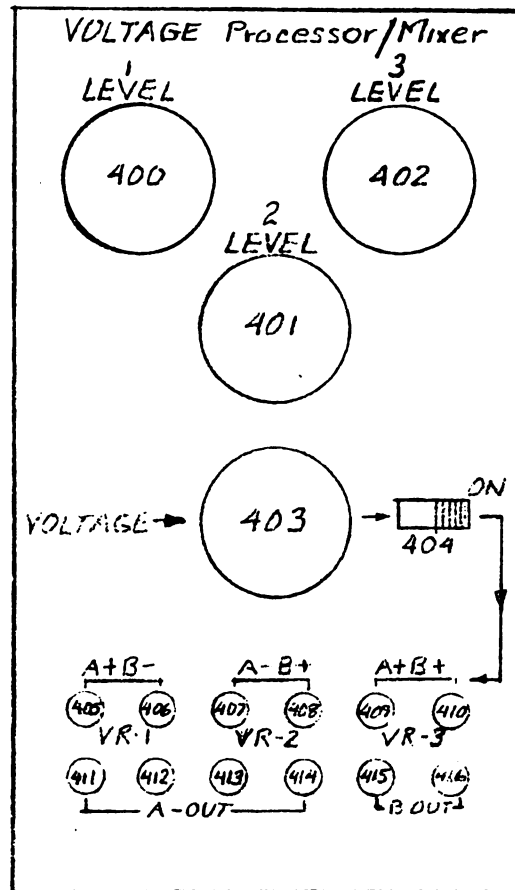 VOLTAGE Processor/Mixer
1 3
LEVEL LEVEL
400 402
2
LEVEL
401
ON
VOLTAGE 403
404
A+B- A-B+ A+B+
405 406 407 408 409 410
VR-1 VR-2 VR-3
411 412 413 414 415 416
A-OUT B OUT